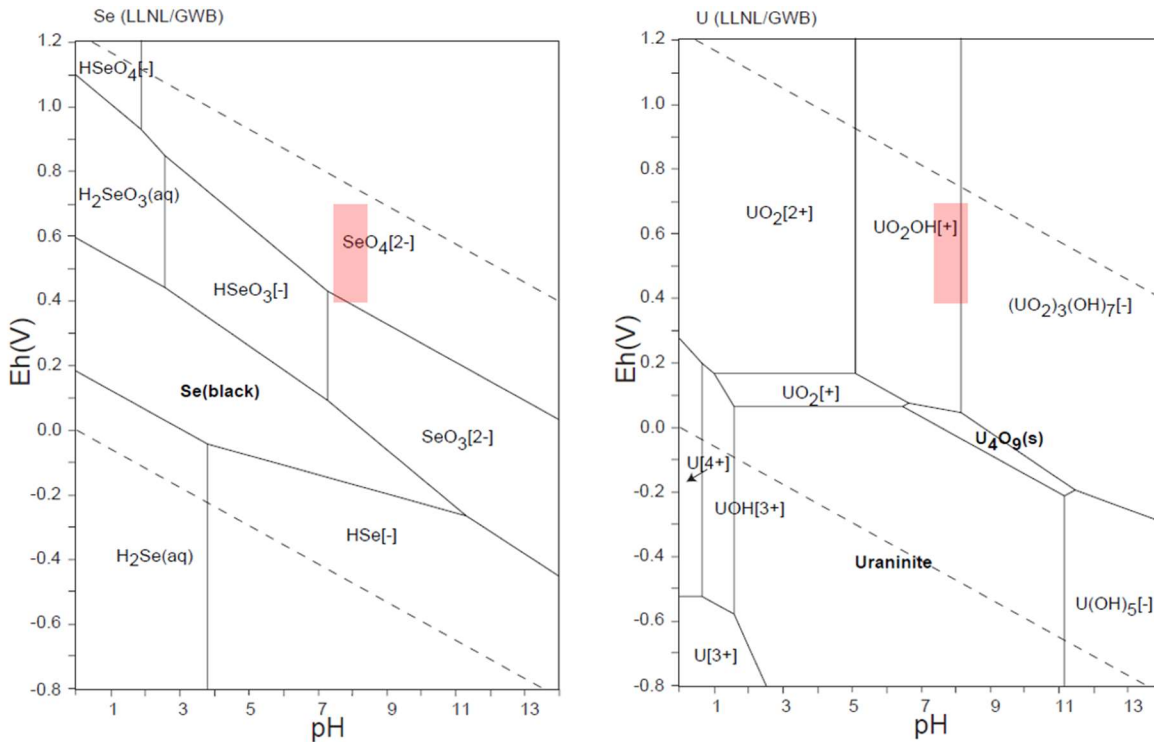 Se (LLNL/GWB)
1.2
1.0
0.8
0.6
0.4
0.2
0.0
-0.2
-0.4
-0.6
-0.8
Eh(V)
HSeO4[-]
H2SeO3(aq)
SeO4[2-]
HSeO3[-]
Se(black)
SeO3[2-]
H2Se(aq)
HSe[-]
1 3 5 7 9 11 13
pH
U (LLNL/GWB)
1.2
1.0
0.8
0.6
0.4
0.2
0.0
-0.2
-0.4
-0.6
-0.8
Eh(V)
UO2[2+]
UO2OH[+]
(UO2)3(OH)7[-]
UO2[+]
U4O9(s)
U[4+]
UOH[3+]
Uraninite
U(OH)5[-]
U[3+]
1 3 5 7 9 11 13
pH